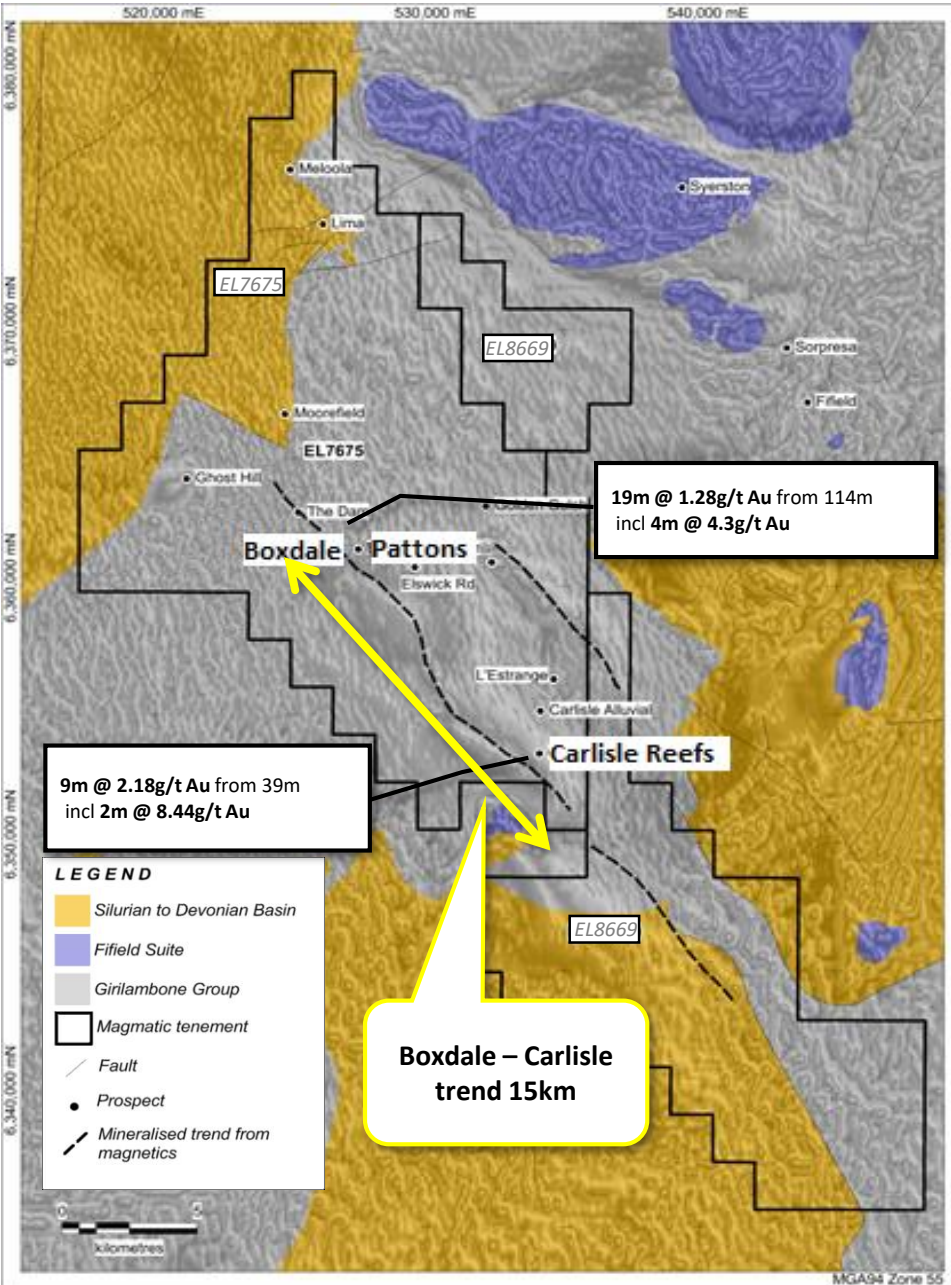 520,000 mE
530,000 mE
540,000 mE
6,380,000 mN
Meloola
Syerston
Lima
EL7675
6,370,000 mN
EL8669
Sorpresa
Fifield
Moorefield
EL7675
Ghost Hill
19m @ 1.28g/t Au from 114m
incl 4m @ 4.3g/t Au
The Dam
Boxdale
Pattons
Elswick Rd
6,360,000 mN
L'Estrange
Carlisle Alluvial
Carlisle Reefs
9m @ 2.18g/t Au from 39m
incl 2m @ 8.44g/t Au
6,350,000 mN
LEGEND
Silurian to Devonian Basin
Fifield Suite
Girilambone Group
Magmatic tenement
Fault
Prospect
Mineralised trend from
magnetics
EL8669
Boxdale – Carlisle
trend 15km
6,340,000 mN
0 5
kilometres
MGA94 Zone 55